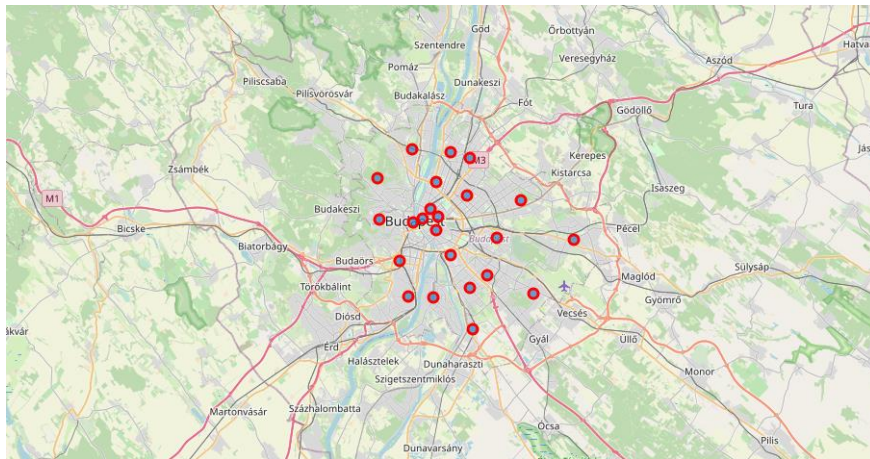 Göd
Őrbottyán
Hatva
Szentendre
Veresegyház
Aszód
Pomáz
Piliscsaba
Dunakeszi
Pilisvörösvár
Budakalász
Fót
Gödöllő
Tura
M3
Kerepes
Kistarcsa
Zsámbék
Isaszeg
M1
Budakeszi
Bicske
Budapest
Pécel
Budapest
Biatorbágy
Budaörs
Maglód
Sülysáp
Törökbálint
Gyömrő
Vecsés
Diósd
ákvár
Érd
Gyál
Üllő
Halásztelek
Dunaharaszti
Monor
Szigetszentmiklós
Martonvásár
Százhalombatta
Ócsa
Dunavarsány
Pilis